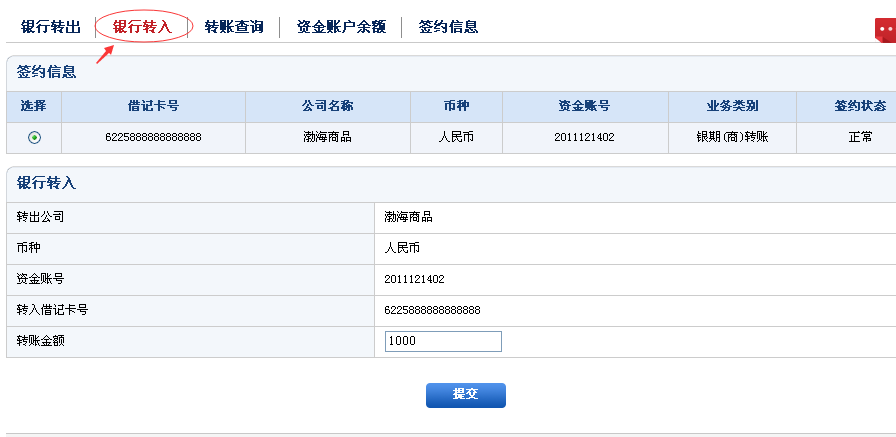 银行转出 银行转入 转账查询 资金账户余额 签约信息
签约信息
选择 借记卡号 公司名称 币种 资金账号 业务类别 签约状态
6225888888888888 渤海商品 人民币 2011121402 银期(商)转账 正常
银行转入
转出公司 渤海商品
币种 人民币
资金账号 2011121402
转入借记卡号 6225888888888888
转账金额 1000
提交